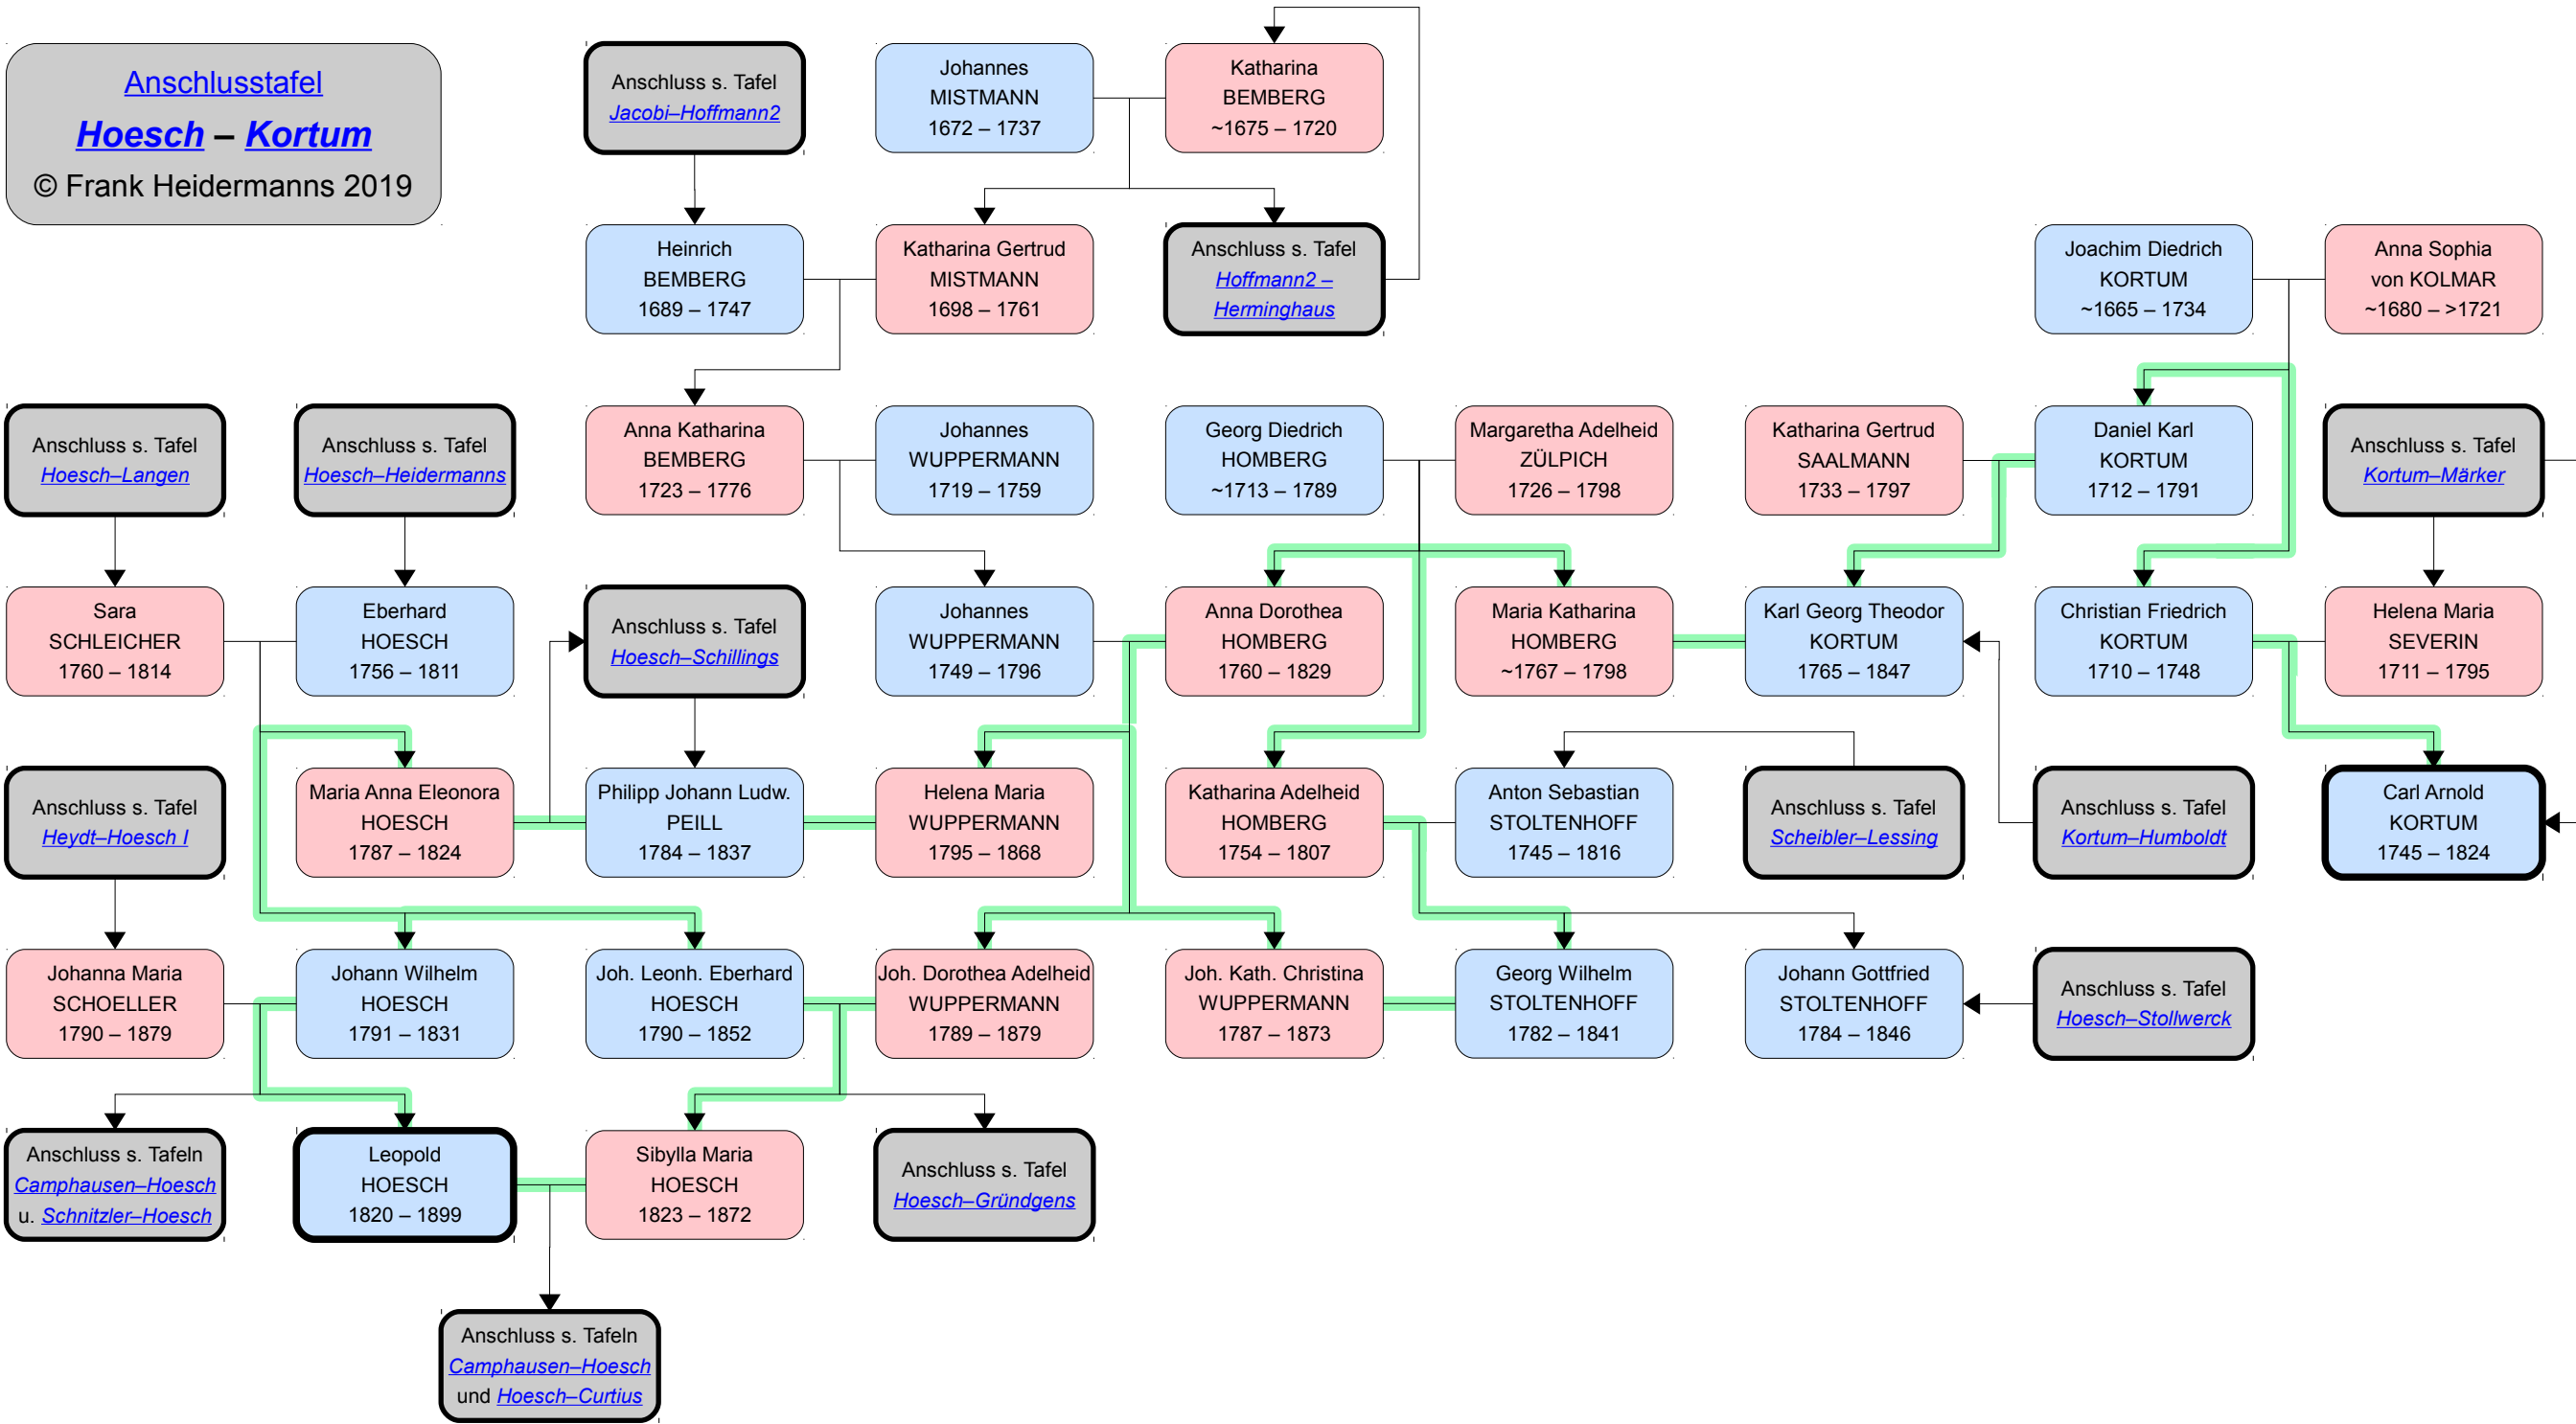 Anschlusstafel
Hoesch – Kortum
© Frank Heidermanns 2019
Anschluss s. Tafel
Jacobi–Hoffmann2
Johannes
MISTMANN
1672 – 1737
Katharina
BEMBERG
~1675 – 1720
Heinrich
BEMBERG
1689 – 1747
Katharina Gertrud
MISTMANN
1698 – 1761
Anschluss s. Tafel
Hoffmann2 –
Herminghaus
Joachim Diedrich
KORTUM
~1665 – 1734
Anna Sophia
von KOLMAR
~1680 – >1721
Anschluss s. Tafel
Hoesch–Langen
Anschluss s. Tafel
Hoesch–Heidermanns
Anna Katharina
BEMBERG
1723 – 1776
Johannes
WUPPERMANN
1719 – 1759
Georg Diedrich
HOMBERG
~1713 – 1789
Margaretha Adelheid
ZÜLPICH
1726 – 1798
Katharina Gertrud
SAALMANN
1733 – 1797
Daniel Karl
KORTUM
1712 – 1791
Anschluss s. Tafel
Kortum–Märker
Sara
SCHLEICHER
1760 – 1814
Eberhard
HOESCH
1756 – 1811
Anschluss s. Tafel
Hoesch–Schillings
Johannes
WUPPERMANN
1749 – 1796
Anna Dorothea
HOMBERG
1760 – 1829
Maria Katharina
HOMBERG
~1767 – 1798
Karl Georg Theodor
KORTUM
1765 – 1847
Christian Friedrich
KORTUM
1710 – 1748
Helena Maria
SEVERIN
1711 – 1795
Anschluss s. Tafel
Heydt–Hoesch I
Maria Anna Eleonora
HOESCH
1787 – 1824
Philipp Johann Ludw.
PEILL
1784 – 1837
Helena Maria
WUPPERMANN
1795 – 1868
Katharina Adelheid
HOMBERG
1754 – 1807
Anton Sebastian
STOLTENHOFF
1745 – 1816
Anschluss s. Tafel
Scheibler–Lessing
Anschluss s. Tafel
Kortum–Humboldt
Carl Arnold
KORTUM
1745 – 1824
Johanna Maria
SCHOELLER
1790 – 1879
Johann Wilhelm
HOESCH
1791 – 1831
Joh. Leonh. Eberhard
HOESCH
1790 – 1852
Joh. Dorothea Adelheid
WUPPERMANN
1789 – 1879
Joh. Kath. Christina
WUPPERMANN
1787 – 1873
Georg Wilhelm
STOLTENHOFF
1782 – 1841
Johann Gottfried
STOLTENHOFF
1784 – 1846
Anschluss s. Tafel
Hoesch–Stollwerck
Anschluss s. Tafeln
Camphausen–Hoesch
u. Schnitzler–Hoesch
Leopold
HOESCH
1820 – 1899
Sibylla Maria
HOESCH
1823 – 1872
Anschluss s. Tafel
Hoesch–Gründgens
Anschluss s. Tafeln
Camphausen–Hoesch
und Hoesch–Curtius